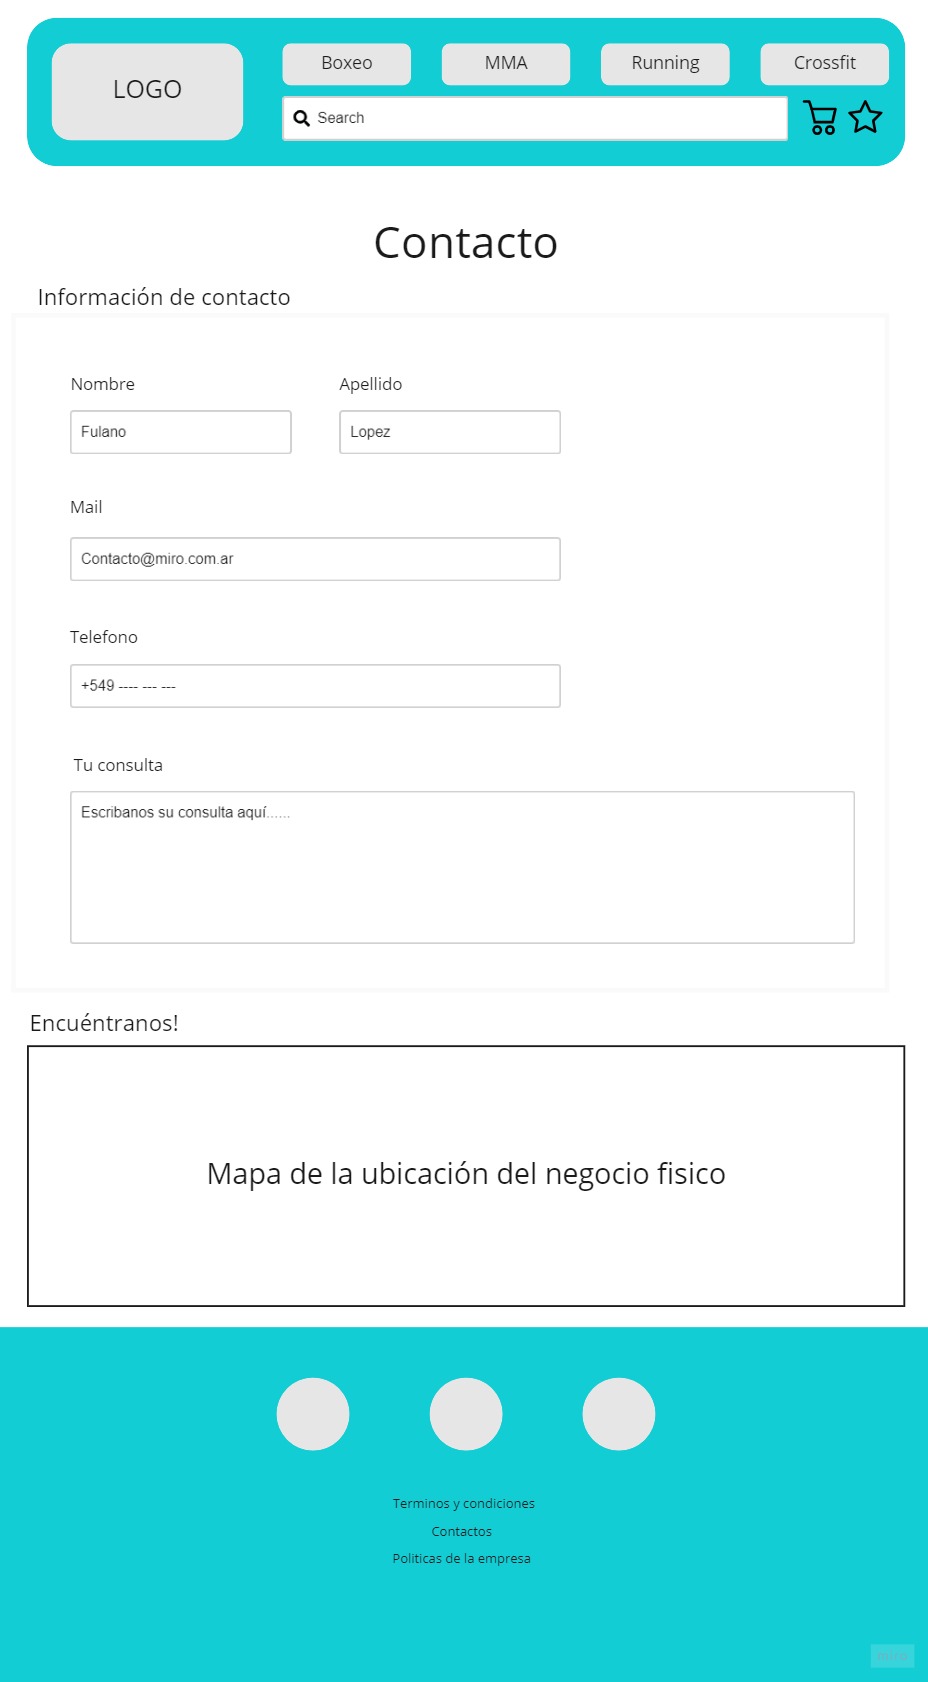 LOGO
Boxeo
MMA
Running
Crossfit
Search
Contacto
Información de contacto
Nombre
Apellido
Fulano
Lopez
Mail
Contacto@miro.com.ar
Telefono
+549 ---- --- ---
Tu consulta
Escribanos su consulta aquí......
Encuéntranos!
Mapa de la ubicación del negocio fisico
Terminos y condiciones
Contactos
Politicas de la empresa
miro